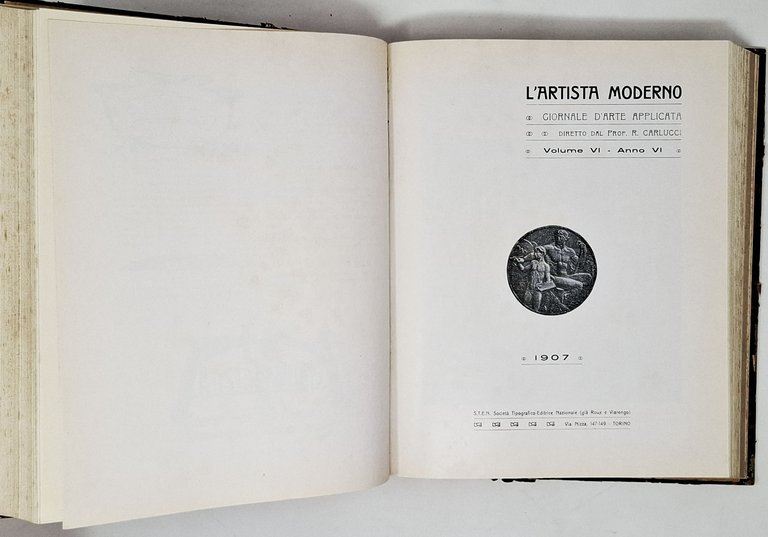 L'ARTISTA MODERNO
GIORNALE D'ARTE APPLICATA
DIRETTO DAL PROF. R. CARLUCCI
Volume VI - Anno VI
1907
S.T.E.N. Società Tipografico-Editrice Nazionale (già Roux e Viarengo)
Via Nizza, 147-149 - TORINO